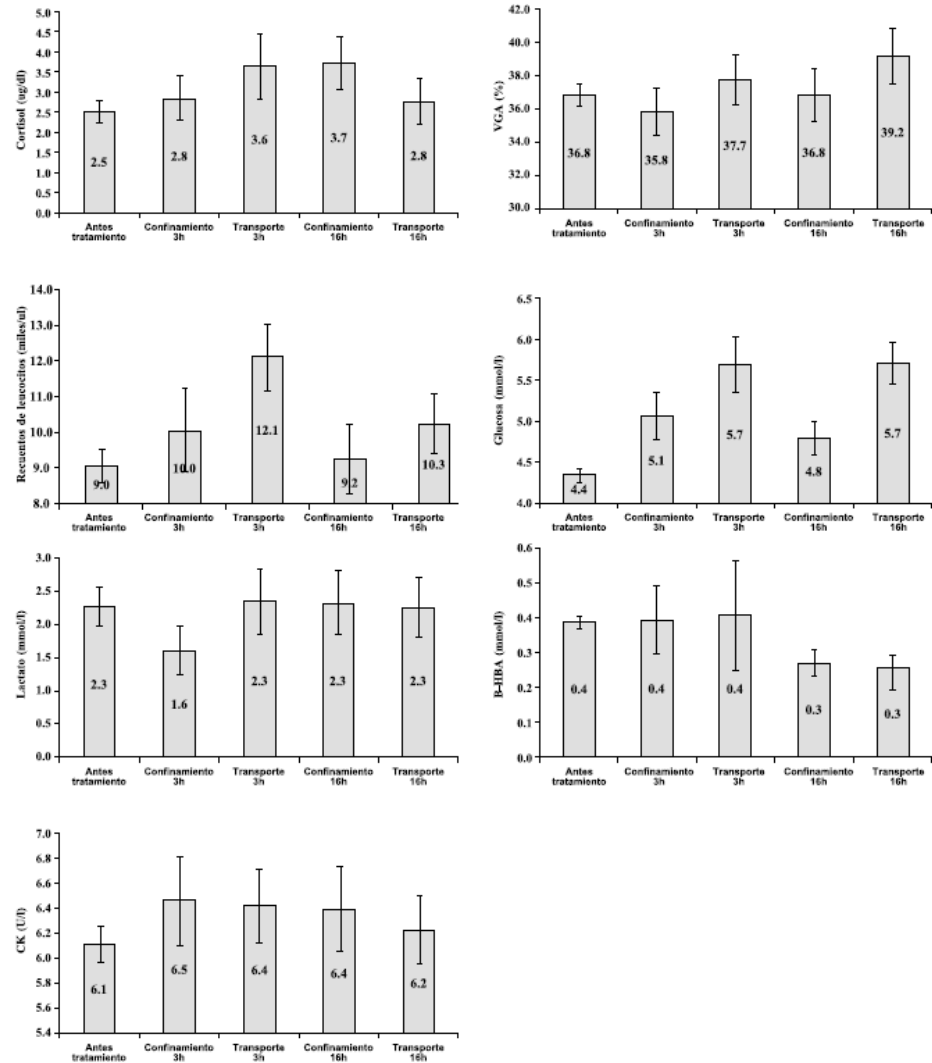 Cortisol (ug/dl)
5.0
4.5
4.0
3.5
3.0
2.5
2.0
1.5
1.0
0.5
0.0
2.5
2.8
3.6
3.7
2.8
Antes tratamiento
Confinamiento 3h
Transporte 3h
Confinamiento 16h
Transporte 16h
VGA (%)
42.0
40.0
38.0
36.0
34.0
32.0
30.0
36.8
35.8
37.7
36.8
39.2
Antes tratamiento
Confinamiento 3h
Transporte 3h
Confinamiento 16h
Transporte 16h
Recuentos de leucocitos (miles/ul)
14.0
13.0
12.0
11.0
10.0
9.0
8.0
9.0
10.0
12.1
9.2
10.3
Antes tratamiento
Confinamiento 3h
Transporte 3h
Confinamiento 16h
Transporte 16h
Glucosa (mmol/l)
6.5
6.0
5.5
5.0
4.5
4.0
4.4
5.1
5.7
4.8
5.7
Antes tratamiento
Confinamiento 3h
Transporte 3h
Confinamiento 16h
Transporte 16h
Lactato (mmol/l)
3.0
2.5
2.0
1.5
1.0
0.5
0.0
2.3
1.6
2.3
2.3
2.3
Antes tratamiento
Confinamiento 3h
Transporte 3h
Confinamiento 16h
Transporte 16h
B-HBA (mmol/l)
0.6
0.5
0.4
0.3
0.2
0.1
0.0
0.4
0.4
0.4
0.3
0.3
Antes tratamiento
Confinamiento 3h
Transporte 3h
Confinamiento 16h
Transporte 16h
CK (U/l)
7.0
6.8
6.6
6.4
6.2
6.0
5.8
5.6
5.4
6.1
6.5
6.4
6.4
6.2
Antes tratamiento
Confinamiento 3h
Transporte 3h
Confinamiento 16h
Transporte 16h